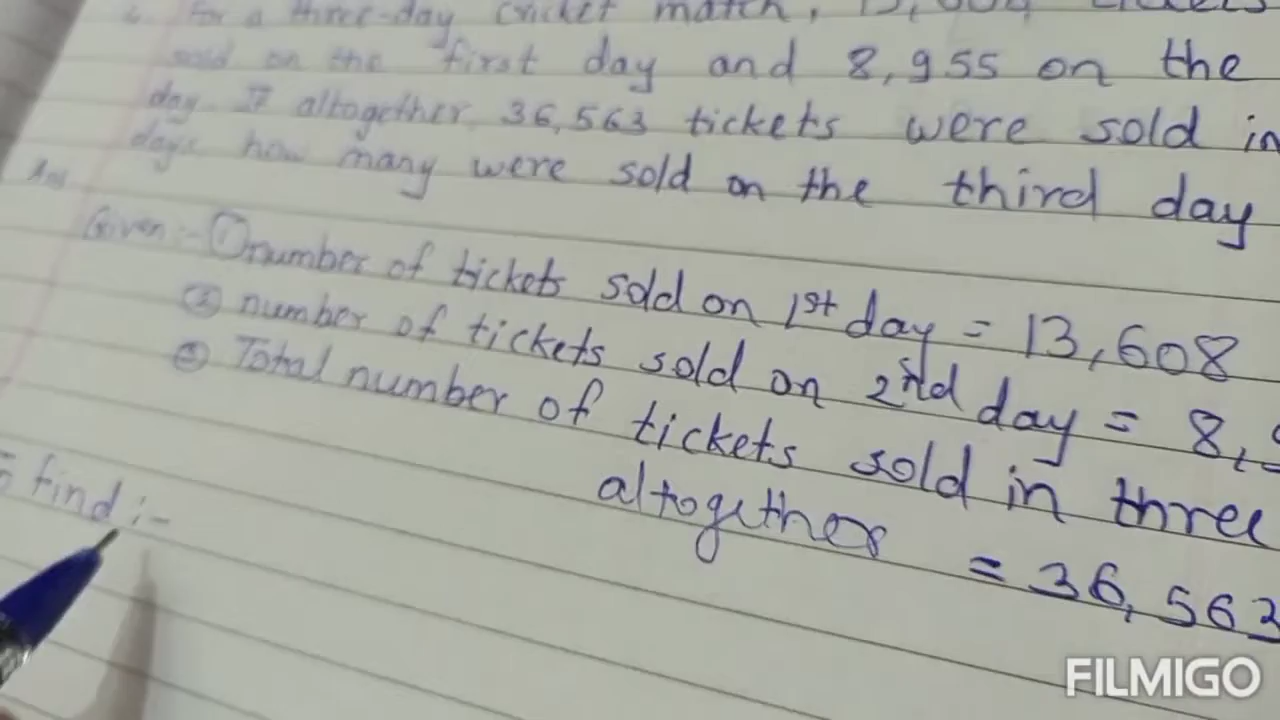 for a three-day cricket match, 13,60
sold on the first day and 8,955 on the
day. If altogether 36,563 tickets were sold in
days how many were sold on the third day
Ans
Given:- ① number of tickets sold on 1st day = 13,608
② number of tickets sold on 2nd day = 8,9
③ Total number of tickets sold in three
altogether = 36,563
To find:-
FILMIGO